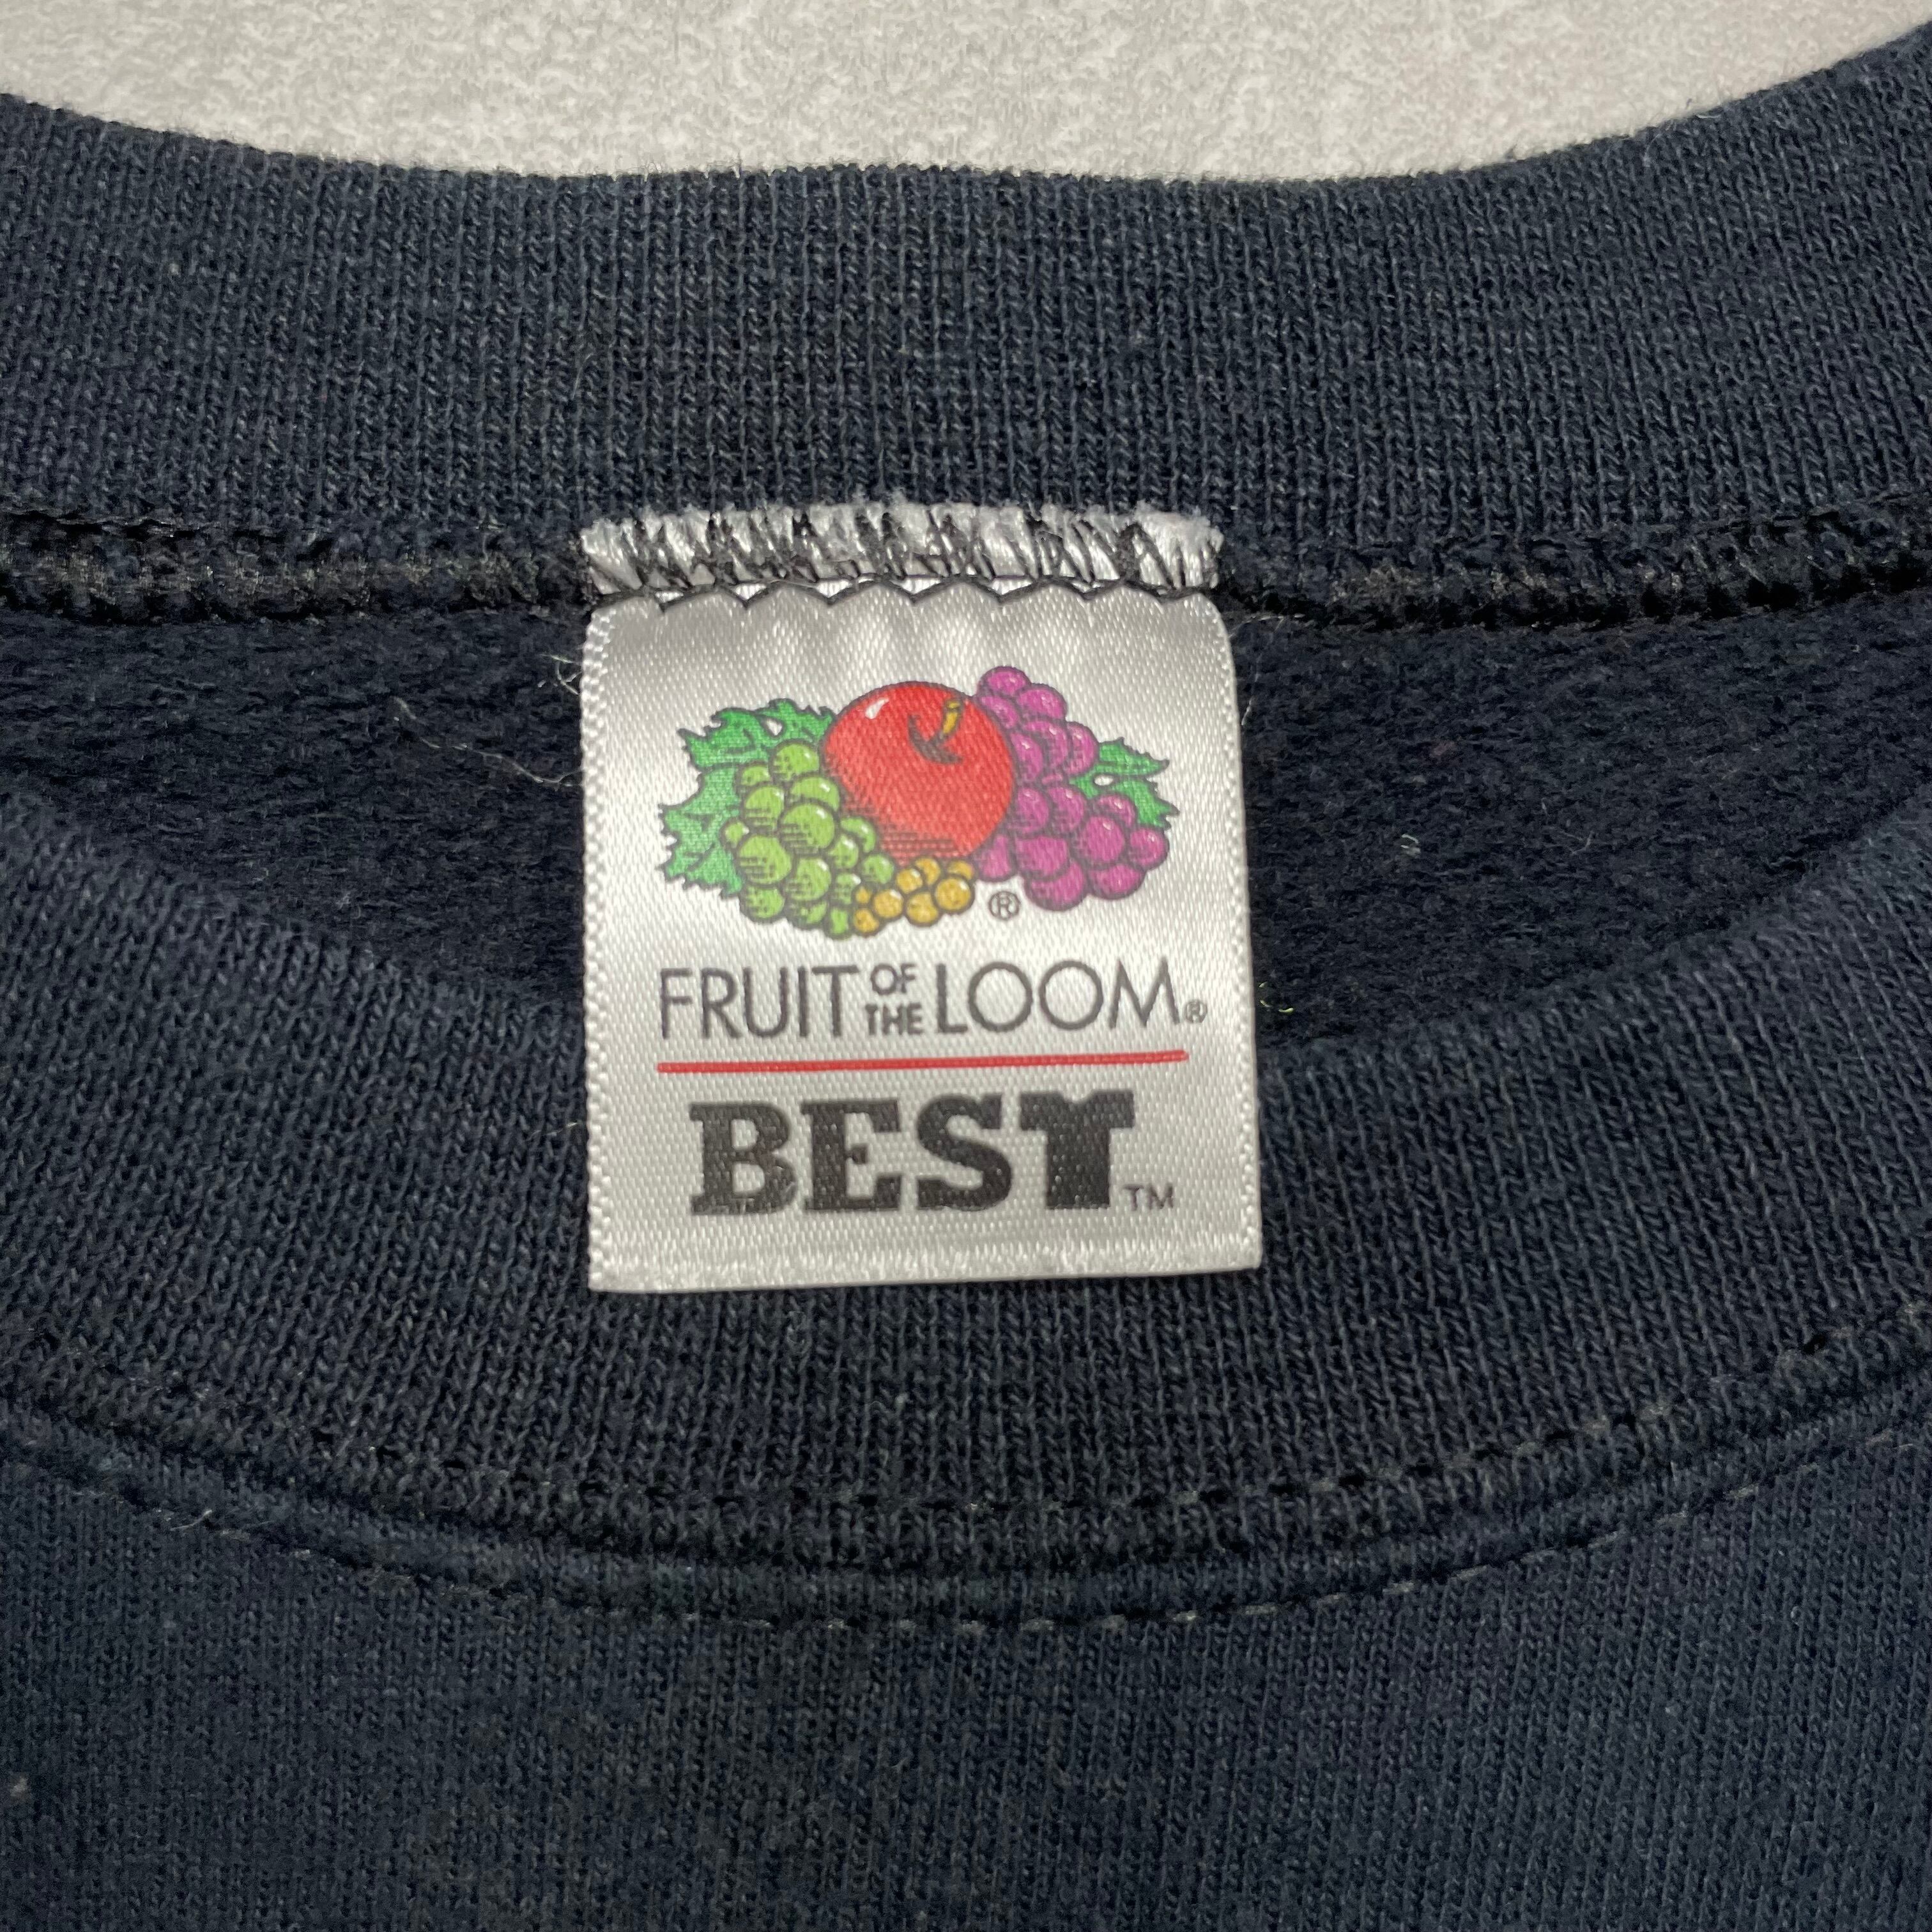 ®
FRUIT OF THE LOOM®
BEST™